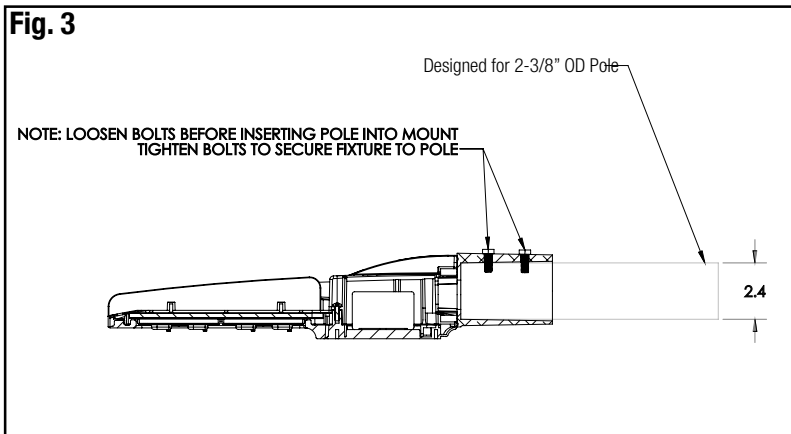 Fig. 3
Designed for 2-3/8” OD Pole
NOTE: LOOSEN BOLTS BEFORE INSERTING POLE INTO MOUNT
TIGHTEN BOLTS TO SECURE FIXTURE TO POLE
2.4